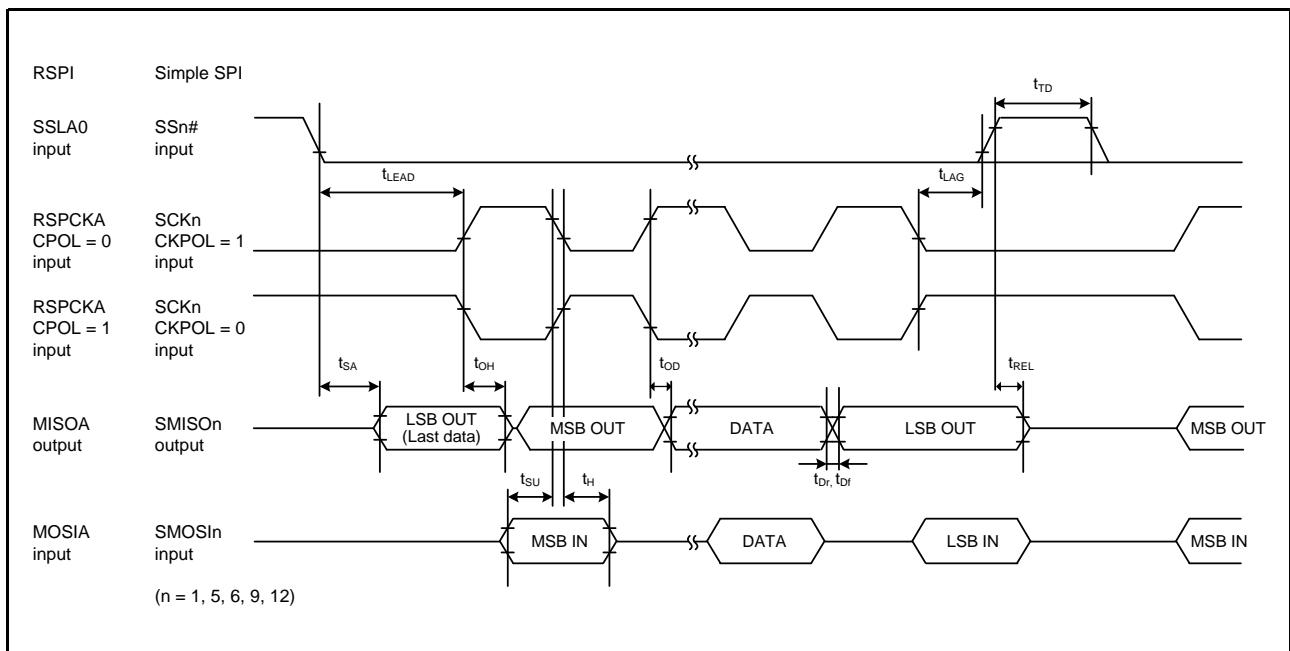 RSPI Simple SPI
tTD
SSLA0 input SSn# input
tLEAD
tLAG
RSPCKA CPOL = 0 input SCKn CKPOL = 1 input
RSPCKA CPOL = 1 input SCKn CKPOL = 0 input
tSA
tOH
tOD
tREL
MISOA output SMISOn output
LSB OUT (Last data)
MSB OUT
DATA
LSB OUT
MSB OUT
tSU
tH
tDr, tDf
MOSIA input SMOSIn input
MSB IN
DATA
LSB IN
MSB IN
(n = 1, 5, 6, 9, 12)